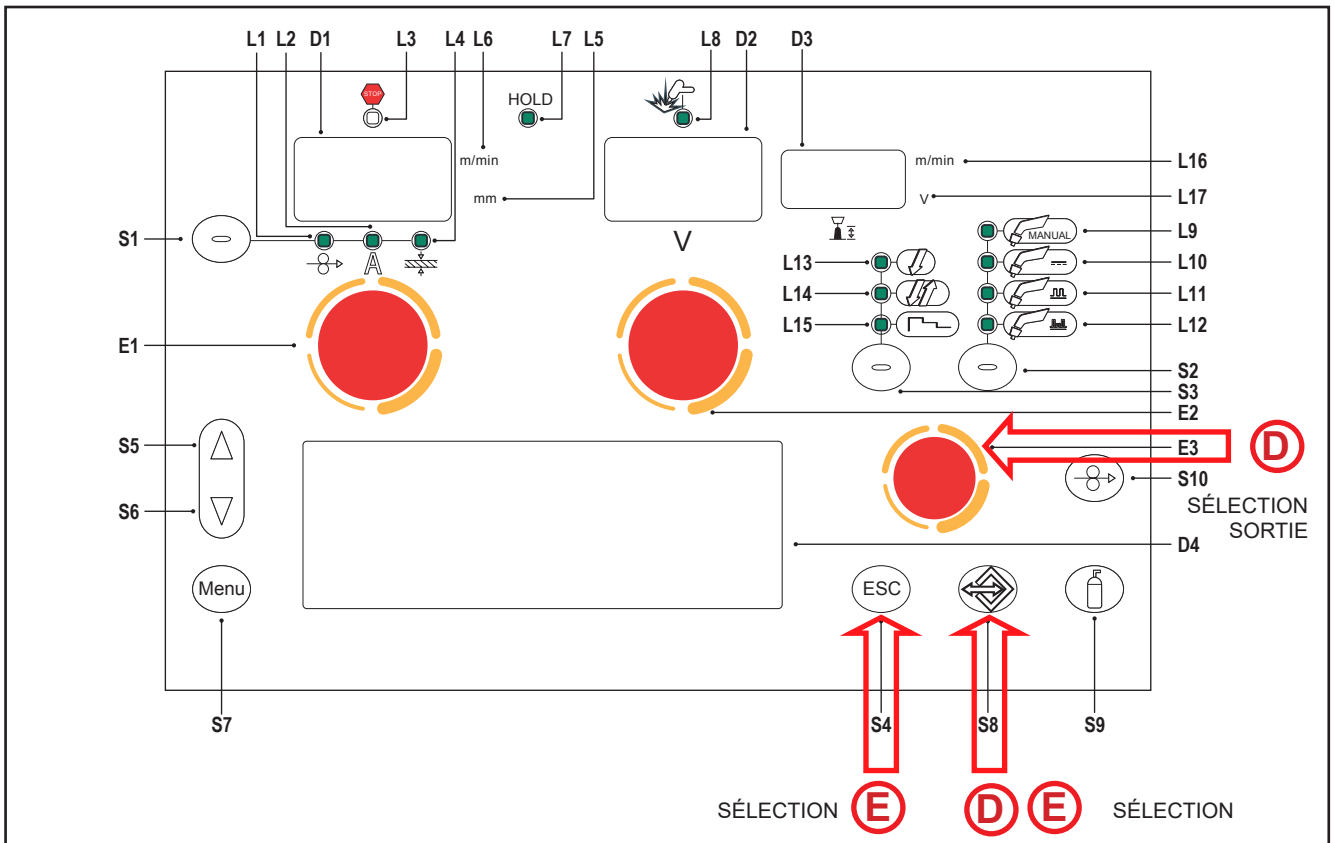 L1 L2 D1 L3 L4 L6 L7 L5 L8 D2 D3
STOP
HOLD
m/min
m/min L16
mm
V L17
S1
MANUAL L9
A
V
L13
L10
L14
L11
L15
L12
E1
S2
S3
E2
S5
E3 D
S10
S6
SÉLECTION
SORTIE
D4
Menu
ESC
S7 S4 S8 S9
SÉLECTION E D E SÉLECTION